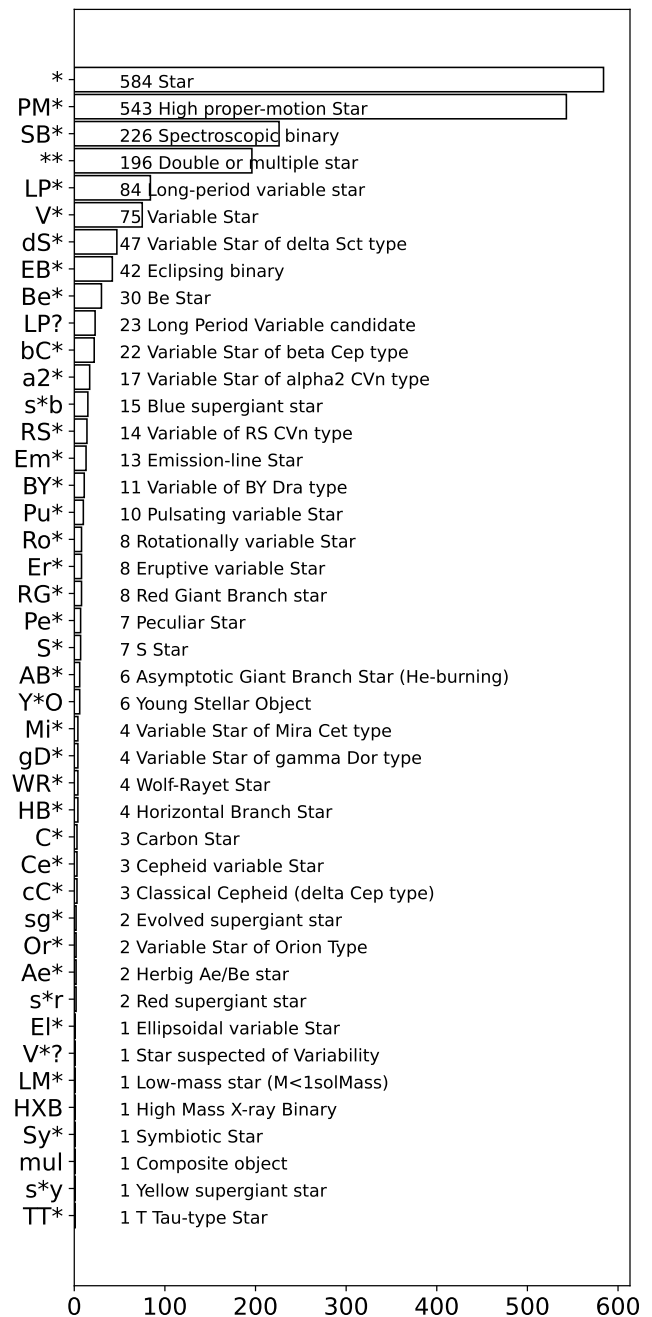 * 584 Star
PM* 543 High proper-motion Star
SB* 226 Spectroscopic binary
** 196 Double or multiple star
LP* 84 Long-period variable star
V* 75 Variable Star
dS* 47 Variable Star of delta Sct type
EB* 42 Eclipsing binary
Be* 30 Be Star
LP? 23 Long Period Variable candidate
bC* 22 Variable Star of beta Cep type
a2* 17 Variable Star of alpha2 CVn type
s*b 15 Blue supergiant star
RS* 14 Variable of RS CVn type
Em* 13 Emission-line Star
BY* 11 Variable of BY Dra type
Pu* 10 Pulsating variable Star
Ro* 8 Rotationally variable Star
Er* 8 Eruptive variable Star
RG* 8 Red Giant Branch star
Pe* 7 Peculiar Star
S* 7 S Star
AB* 6 Asymptotic Giant Branch Star (He-burning)
Y*O 6 Young Stellar Object
Mi* 4 Variable Star of Mira Cet type
gD* 4 Variable Star of gamma Dor type
WR* 4 Wolf-Rayet Star
HB* 4 Horizontal Branch Star
C* 3 Carbon Star
Ce* 3 Cepheid variable Star
cC* 3 Classical Cepheid (delta Cep type)
sg* 2 Evolved supergiant star
Or* 2 Variable Star of Orion Type
Ae* 2 Herbig Ae/Be star
s*r 2 Red supergiant star
El* 1 Ellipsoidal variable Star
V*? 1 Star suspected of Variability
LM* 1 Low-mass star (M<1solMass)
HXB 1 High Mass X-ray Binary
Sy* 1 Symbiotic Star
mul 1 Composite object
s*y 1 Yellow supergiant star
TT* 1 T Tau-type Star
0 100 200 300 400 500 600